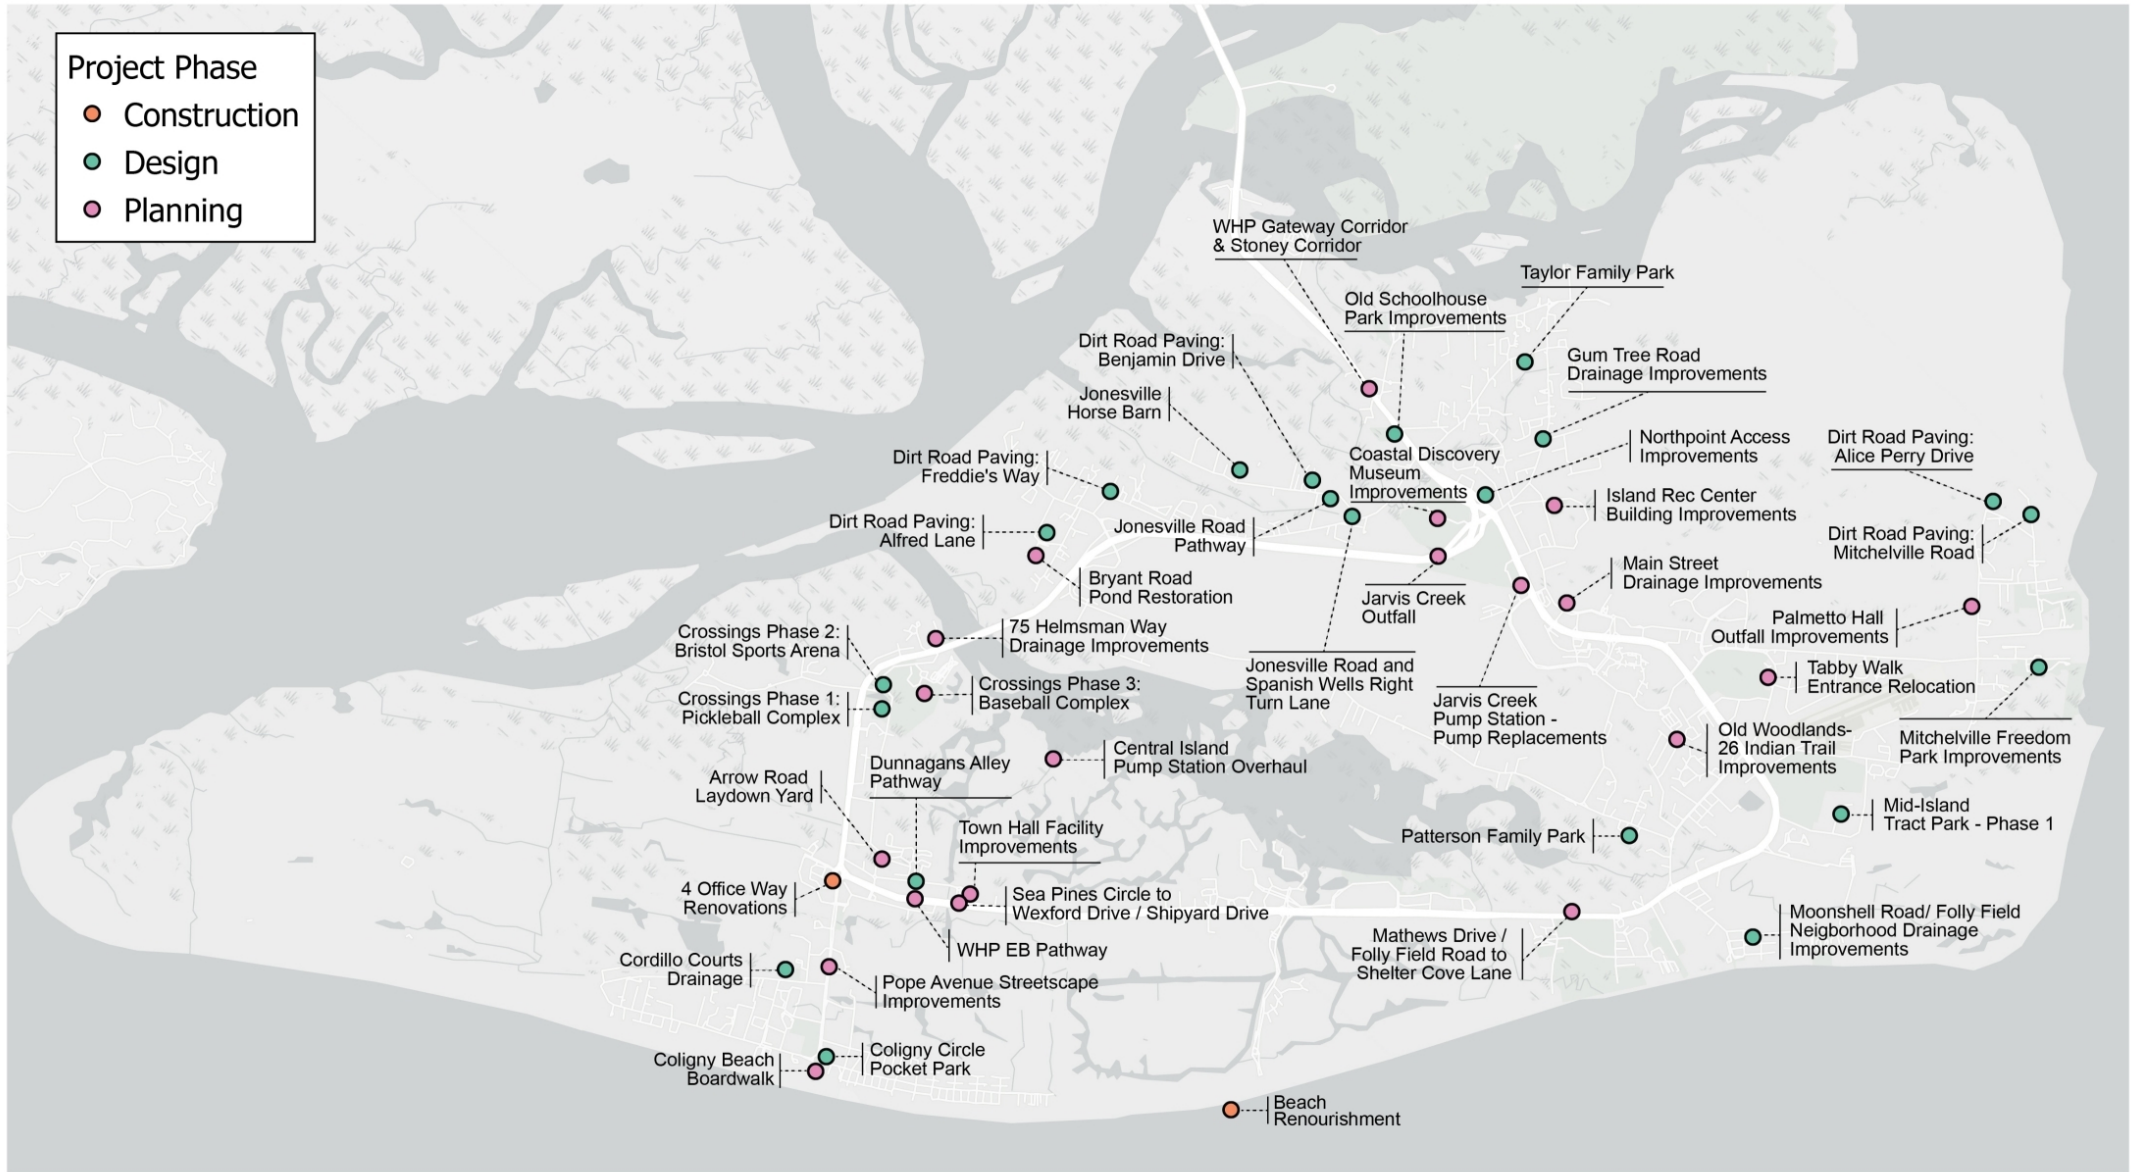 Project Phase
Construction
Design
Planning
WHP Gateway Corridor
& Stoney Corridor
Taylor Family Park
Old Schoolhouse
Park Improvements
Dirt Road Paving:
Benjamin Drive
Gum Tree Road
Drainage Improvements
Jonesville
Horse Barn
Northpoint Access
Improvements
Dirt Road Paving:
Alice Perry Drive
Coastal Discovery
Museum
Improvements
Dirt Road Paving:
Freddie's Way
Island Rec Center
Building Improvements
Dirt Road Paving:
Alfred Lane
Jonesville Road
Pathway
Dirt Road Paving:
Mitchelville Road
Bryant Road
Pond Restoration
Main Street
Drainage Improvements
Jarvis Creek
Outfall
Palmetto Hall
Outfall Improvements
Crossings Phase 2:
Bristol Sports Arena
75 Helmsman Way
Drainage Improvements
Jonesville Road and
Spanish Wells Right
Turn Lane
Tabby Walk
Entrance Relocation
Crossings Phase 1:
Pickleball Complex
Crossings Phase 3:
Baseball Complex
Jarvis Creek
Pump Station -
Pump Replacements
Old Woodlands-
26 Indian Trail
Improvements
Mitchelville Freedom
Park Improvements
Central Island
Pump Station Overhaul
Dunnagans Alley
Pathway
Arrow Road
Laydown Yard
Mid-Island
Tract Park - Phase 1
Town Hall Facility
Improvements
Patterson Family Park
4 Office Way
Renovations
Sea Pines Circle to
Wexford Drive / Shipyard Drive
Moonshell Road/ Folly Field
Neigborhood Drainage
Improvements
WHP EB Pathway
Mathews Drive /
Folly Field Road to
Shelter Cove Lane
Cordillo Courts
Drainage
Pope Avenue Streetscape
Improvements
Coligny Beach
Boardwalk
Coligny Circle
Pocket Park
Beach
Renourishment